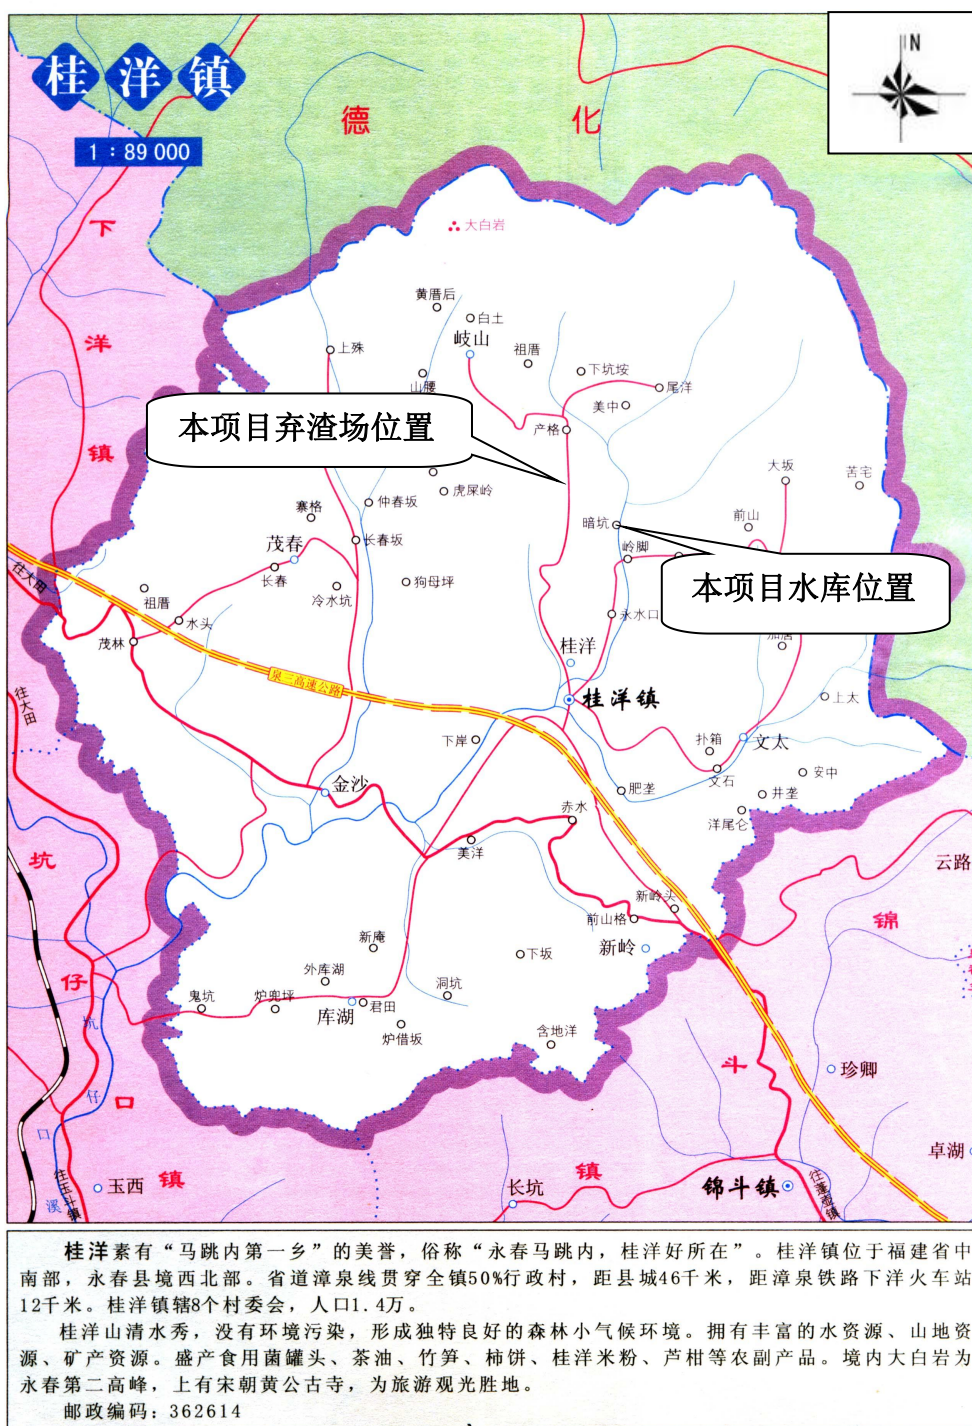 桂洋镇
1：89 000
N
德 化
下洋镇
大白岩
黄厝后
白土
岐山
祖厝
上殊
山腰
下坑垵
尾洋
美中
产格
本项目弃渣场位置
大坂
苦宅
虎屎岭
仲春坂
寨格
暗坑
前山
茂春
长春坂
岭脚
往大田
长春
冷水坑
狗母坪
本项目水库位置
祖厝
水头
永水口
茂林
桂洋
泉三高速公路
往大田
桂洋镇
上太
下岸
扑箱
文太
文石
安中
金沙
肥垄
井垄
赤水
洋尾仑
美洋
云路
坑仔口镇
新岭头
前山格
锦斗镇
新庵
新岭
下坂
外库湖
洞坑
鬼坑
炉兜坪
君田
库湖
炉借坂
含地洋
坑仔口溪
珍卿
卓湖
往玉斗镇
玉西
长坑
锦斗镇
往蓬壶镇
桂洋素有“马跳内第一乡”的美誉，俗称“永春马跳内，桂洋好所在”。桂洋镇位于福建省中
南部，永春县境西北部。省道漳泉线贯穿全镇50%行政村，距县城46千米，距漳泉铁路下洋火车站
12千米。桂洋镇辖8个村委会，人口1.4万。
桂洋山清水秀，没有环境污染，形成独特良好的森林小气候环境。拥有丰富的水资源、山地资
源、矿产资源。盛产食用菌罐头、茶油、竹笋、柿饼、桂洋米粉、芦柑等农副产品。境内大白岩为
永春第二高峰，上有宋朝黄公古寺，为旅游观光胜地。
邮政编码：362614